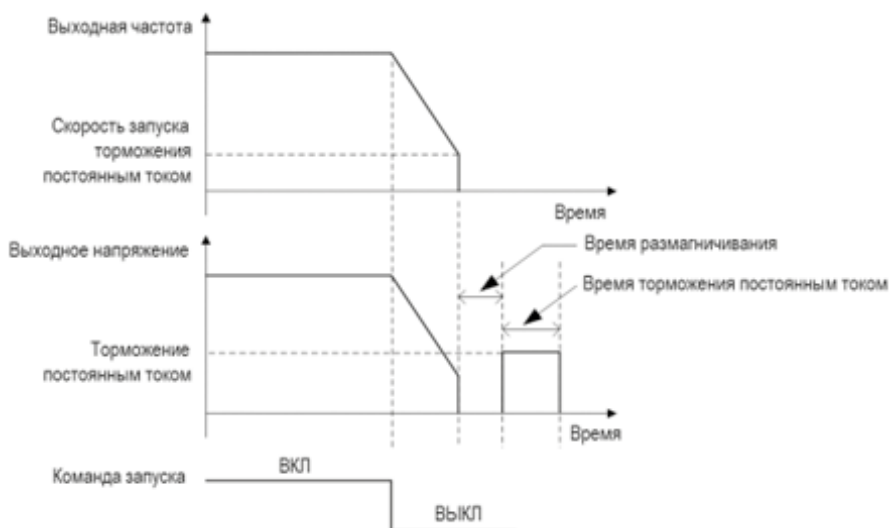 Выходная частота
Скорость запуска
торможения
постоянным током
Время
Выходное напряжение
Время размагничивания
Время торможения постоянным током
Торможение
постоянным током
Время
Команда запуска
ВКЛ
ВЫКЛ